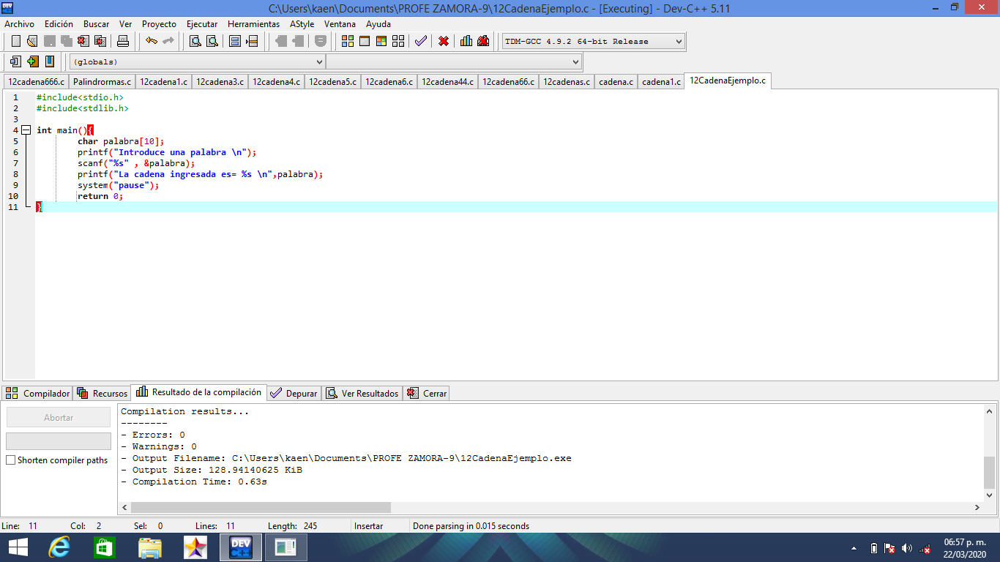 C:\Users\kaen\Documents\PROFE ZAMORA-9\12CadenaEjemplo.c - [Executing] - Dev-C++ 5.11
Archivo Edición Buscar Ver Proyecto Ejecutar Herramientas AStyle Ventana Ayuda
TDM-GCC 4.9.2 64-bit Release
(globals)
12cadena666.c Palindrormas.c 12cadena1.c 12cadena3.c 12cadena4.c 12cadena5.c 12cadena6.c 12cadena44.c 12cadena66.c 12cadenas.c cadena.c cadena1.c 12CadenaEjemplo.c
1 #include<stdio.h>
2 #include<stdlib.h>
3
4 int main(){
5 char palabra[10];
6 printf("Introduce una palabra \n");
7 scanf("%s" , &palabra);
8 printf("La cadena ingresada es= %s \n",palabra);
9 system("pause");
10 return 0;
11 }
Compilador Recursos Resultado de la compilación Depurar Ver Resultados Cerrar
Abortar
Shorten compiler paths
Compilation results...
--------
- Errors: 0
- Warnings: 0
- Output Filename: C:\Users\kaen\Documents\PROFE ZAMORA-9\12CadenaEjemplo.exe
- Output Size: 128.94140625 KiB
- Compilation Time: 0.63s
Line: 11 Col: 2 Sel: 0 Lines: 11 Length: 245 Insertar Done parsing in 0.015 seconds
DEV C++
06:57 p. m.
22/03/2020